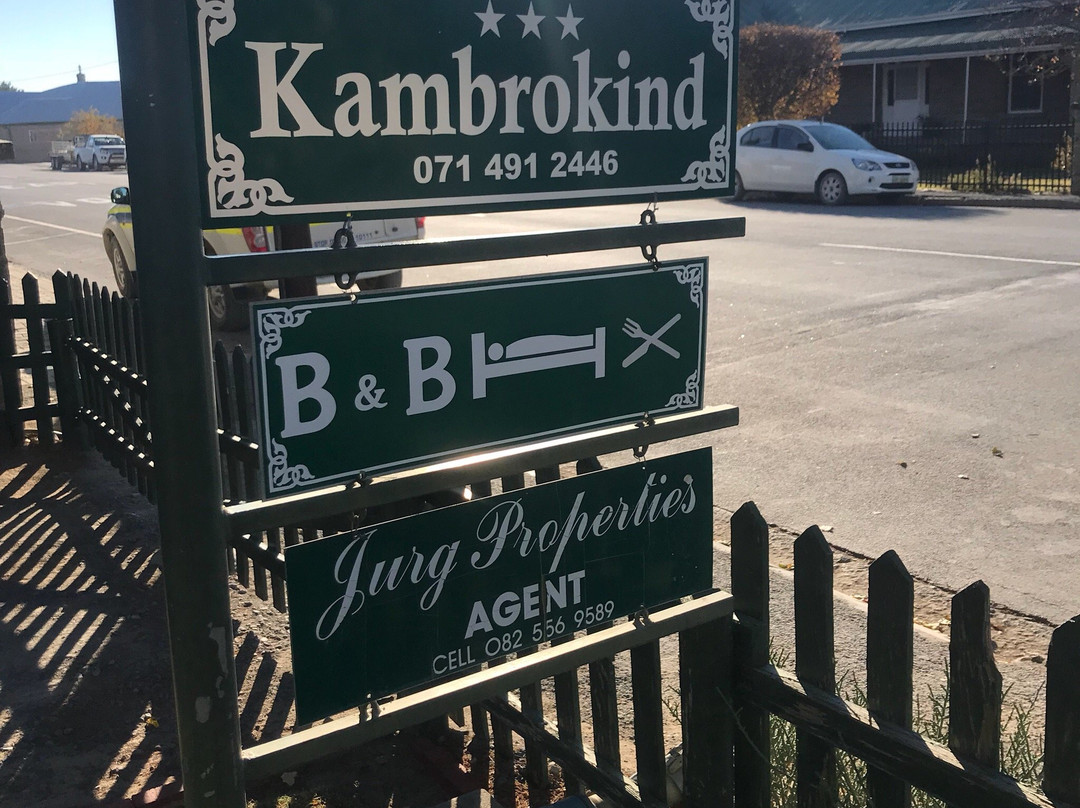 Kambrokind
071 491 2446
B & B
Jurg Properties
AGENT
CELL 082 556 9589